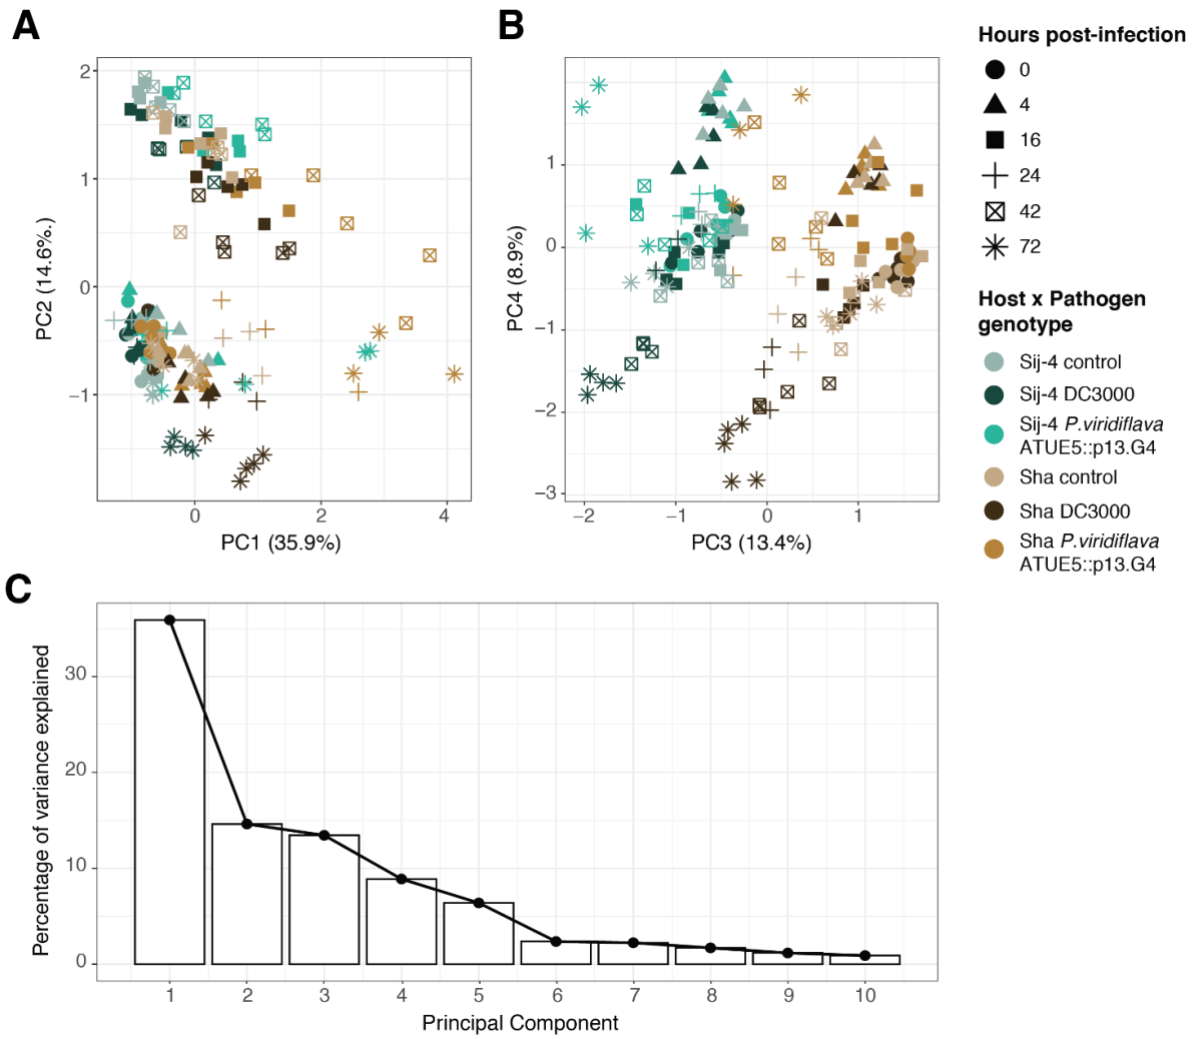 A
B
2
1
0
−1
PC2 (14.6%.)
0
2
4
PC1 (35.9%)
1
0
−1
−2
−3
PC4 (8.9%)
−2
−1
0
1
PC3 (13.4%)
Hours post-infection
0
4
16
24
42
72
Host x Pathogen
genotype
Sij-4 control
Sij-4 DC3000
Sij-4 P.viridiflava
ATUE5::p13.G4
Sha control
Sha DC3000
Sha P.viridiflava
ATUE5::p13.G4
C
30
20
10
0
Percentage of variance explained
1
2
3
4
5
6
7
8
9
10
Principal Component